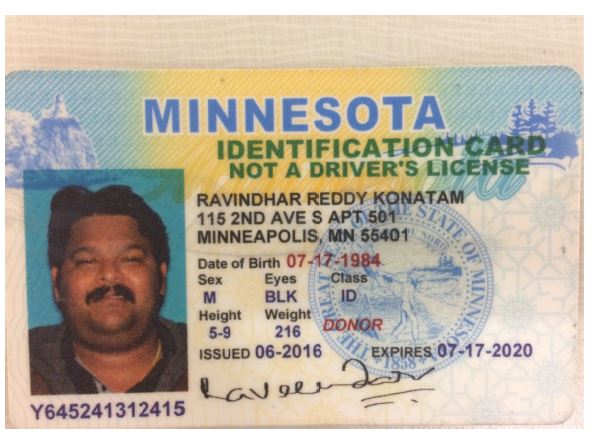 MINNESOTA
IDENTIFICATION CARD
NOT A DRIVER'S LICENSE
RAVINDHAR REDDY KONATAM
115 2ND AVE S APT 501
MINNEAPOLIS, MN 55401
Date of Birth 07-17-1984
Sex Eyes Class
M BLK ID
Height Weight
5-9 216 DONOR
ISSUED 06-2016 EXPIRES 07-17-2020
Y645241312415
THE GREAT SEAL OF THE STATE OF MINNESOTA
1858